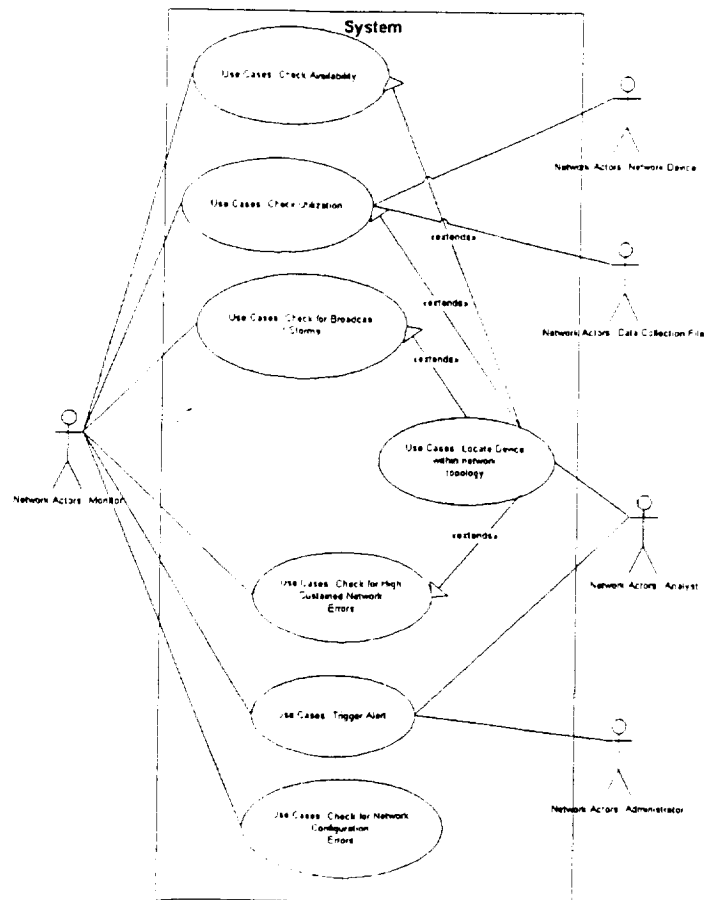 System
Use Cases: Check Availability
Network Actors: Network Device
Use Cases: Check Utilization
«extends»
Network Actors: Data Collection File
«extends»
Use Cases: Check for Broadcast
Storms
«extends»
Use Cases: Locate Device
within network
topology
Network Actors: Monitor
«extends»
Use Cases: Check for High
Sustained Network
Errors
Network Actors: Analyst
Use Cases: Trigger Alert
Network Actors: Administrator
Use Cases: Check for Network
Configuration
Errors